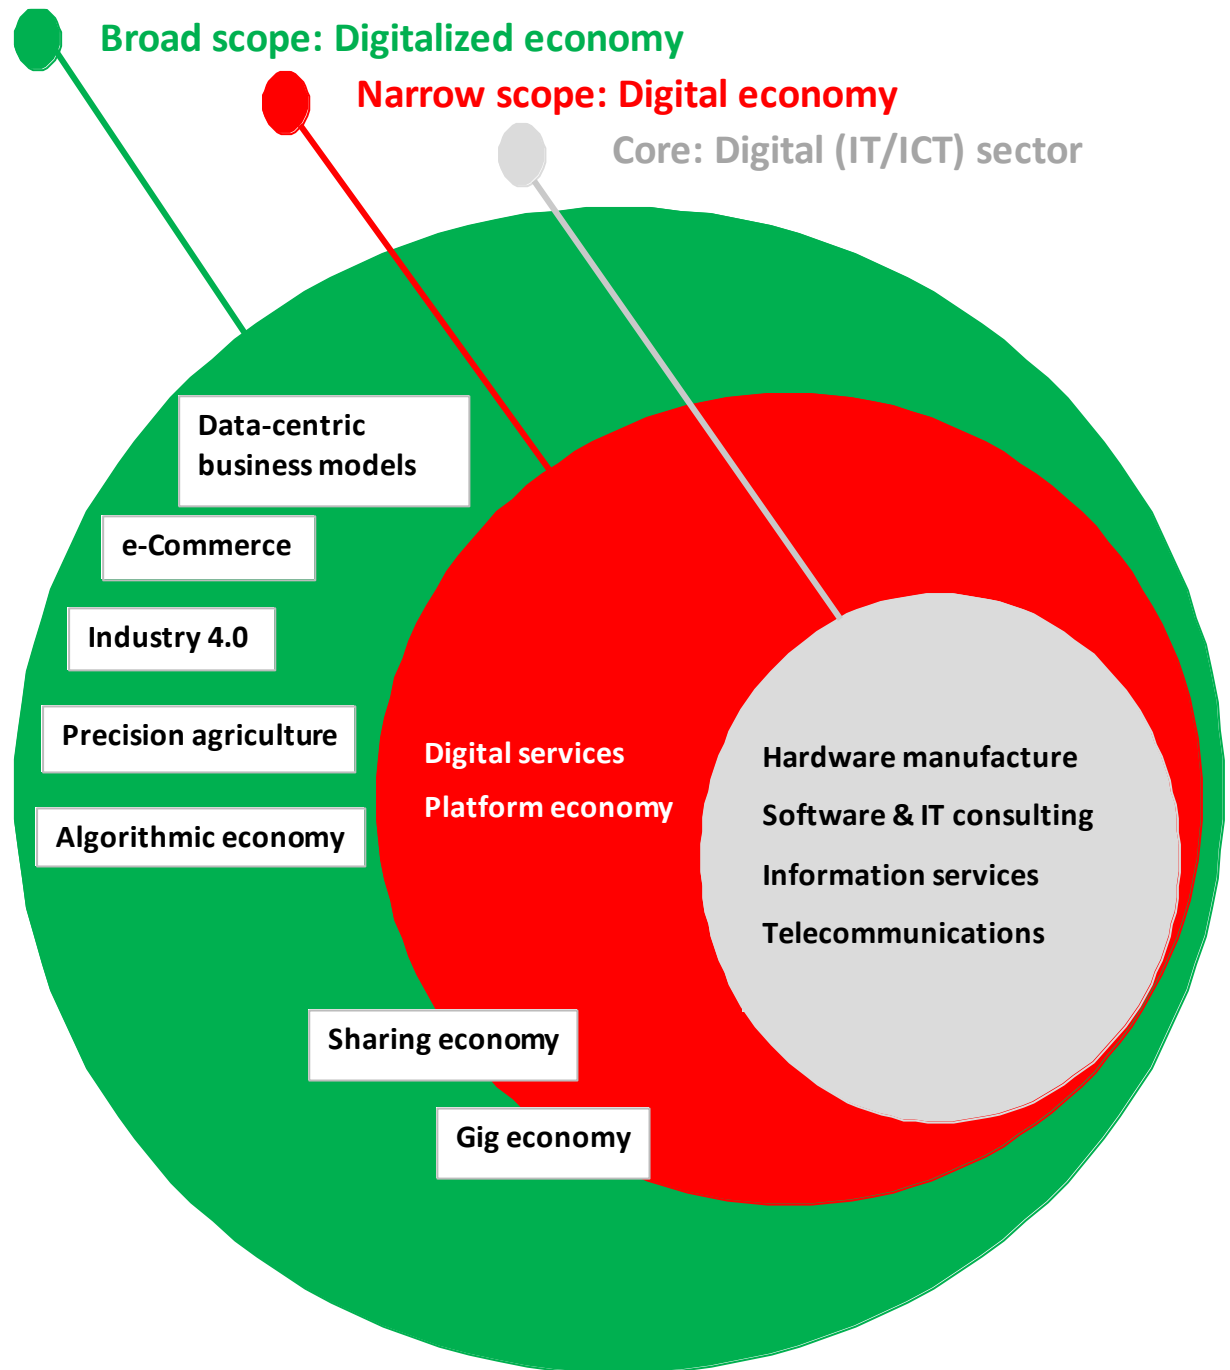 Broad scope: Digitalized economy
Narrow scope: Digital economy
Core: Digital (IT/ICT) sector
Data-centric
business models
e-Commerce
Industry 4.0
Precision agriculture
Algorithmic economy
Digital services
Platform economy
Hardware manufacture
Software & IT consulting
Information services
Telecommunications
Sharing economy
Gig economy